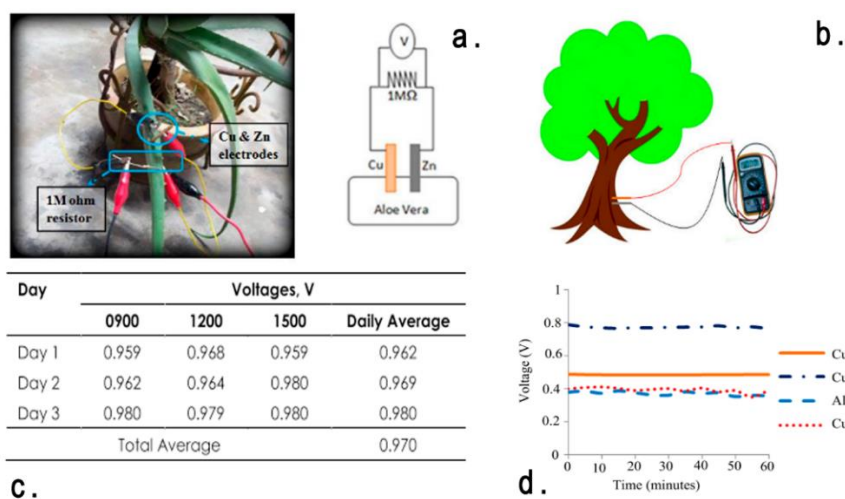 a.
b.
Cu & Zn
electrodes
1M ohm
resistor
V
1MΩ
Cu
Zn
Aloe Vera
Day Voltages, V
0900 1200 1500 Daily Average
Day 1 0.959 0.968 0.959 0.962
Day 2 0.962 0.964 0.980 0.969
Day 3 0.980 0.979 0.980 0.980
Total Average 0.970
c.
Voltage (V)
1
0.8
0.6
0.4
0.2
0
0 10 20 30 40 50 60
Time (minutes)
Cu
Cu
Al
Cu
d.